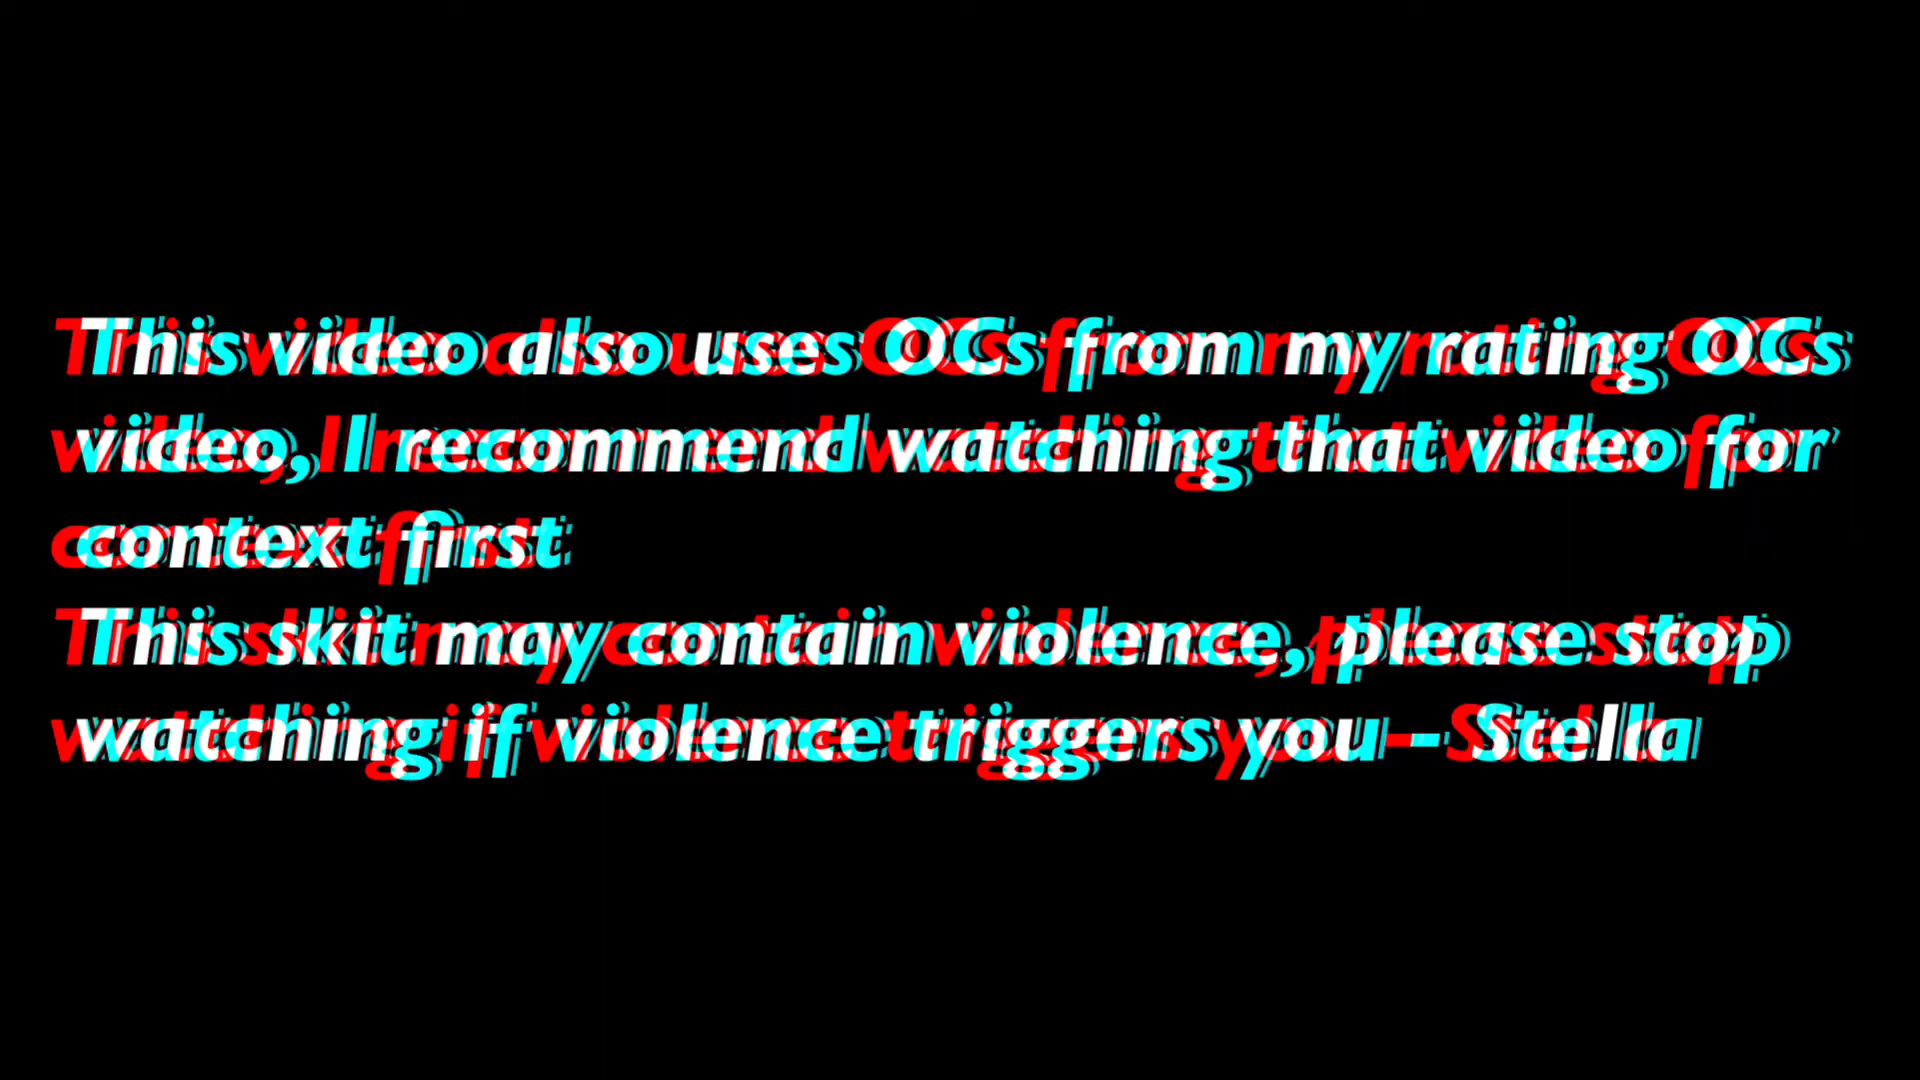 This video also uses OCs from my rating OCs
video, I recommend watching that video for
context first
This skit may contain violence, please stop
watching if violence triggers you - Stella